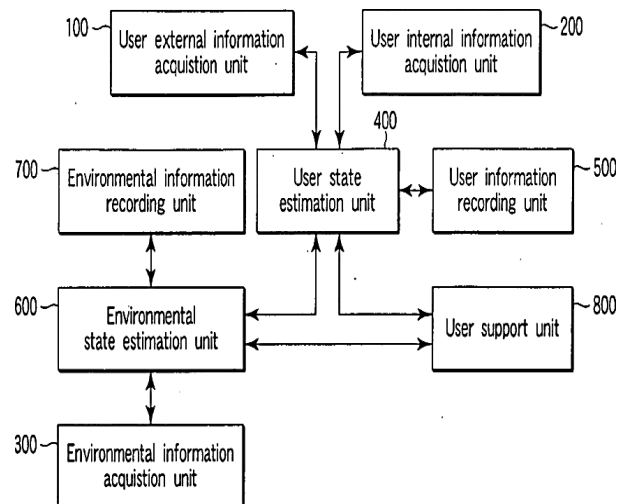 100
User external information
acquistion unit
User internal information
acquistion unit
200
400
700
Environmental information
recording unit
User state
estimation unit
User information
recording unit
500
600
Environmental
state estimation unit
User support unit
800
300
Environmental information
acquistion unit